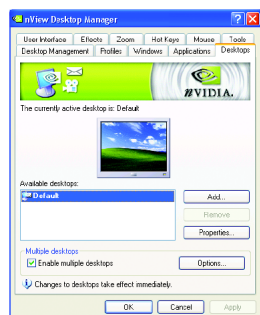 nView Desktop Manager
User Interface Effects Zoom Hot Keys Mouse Tools
Desktop Management Profiles Windows Applications Desktops
nVIDIA.
The currently active desktop is: Default
Available desktops:
Default
Add...
Remove
Properties...
Multiple desktops
Enable multiple desktops
Options...
Changes to desktops take effect immediately.
OK Cancel Apply